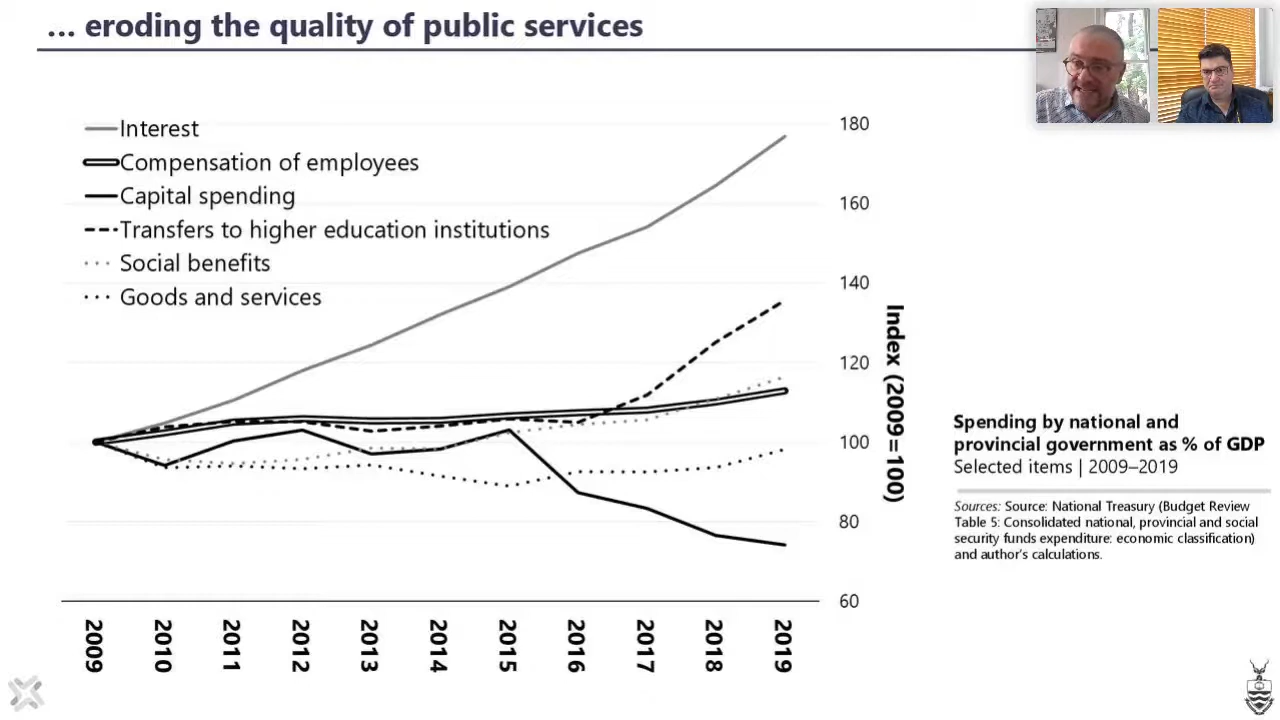 ... eroding the quality of public services
Interest
Compensation of employees
Capital spending
Transfers to higher education institutions
Social benefits
Goods and services
180
160
140
120
100
80
60
Index (2009=100)
2009
2010
2011
2012
2013
2014
2015
2016
2017
2018
2019
Spending by national and
provincial government as % of GDP
Selected items | 2009–2019
Sources: Source: National Treasury (Budget Review
Table 5: Consolidated national, provincial and social
security funds expenditure: economic classification)
and author's calculations.